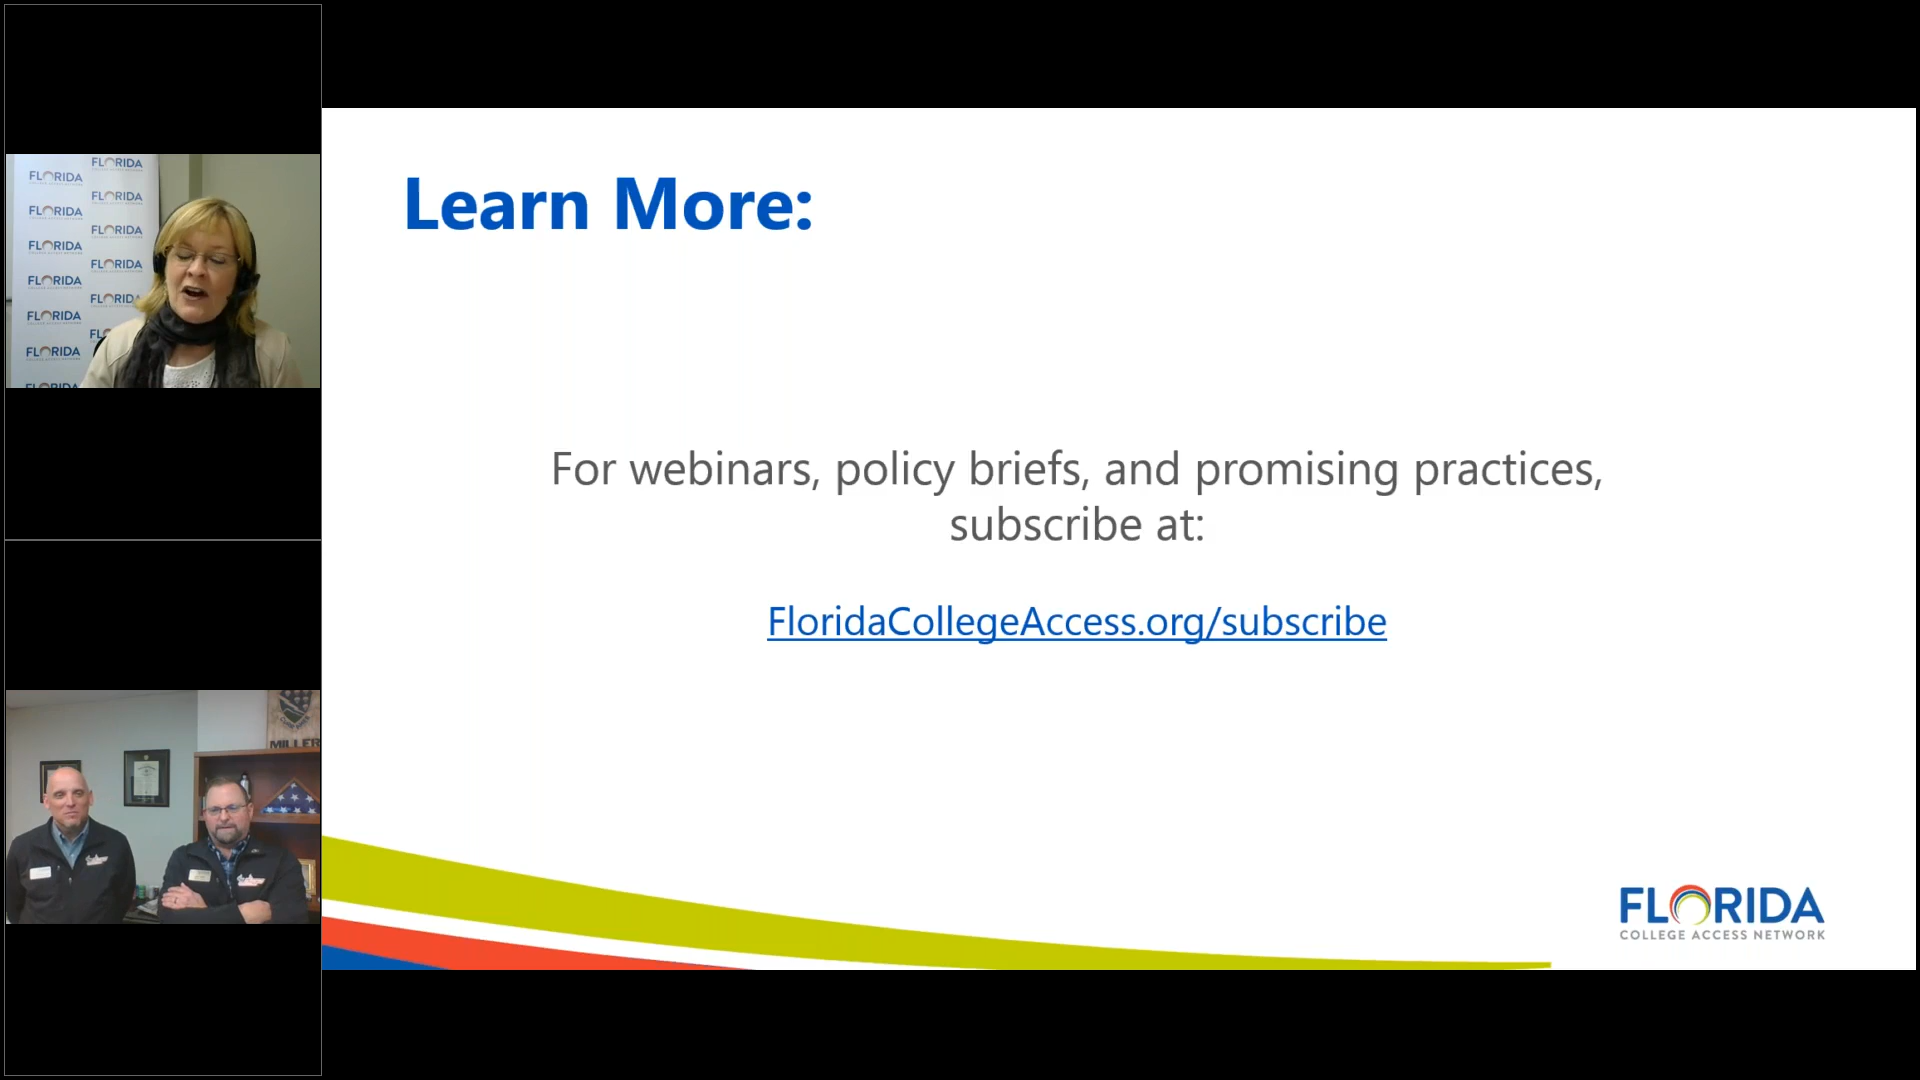 FLORIDA
FLORIDA
FLORIDA
FLORIDA
FLORIDA
FLORIDA
FLORIDA
FLORIDA
FLORIDA
FLORIDA
FLORIDA
MILLER
Learn More:
For webinars, policy briefs, and promising practices,
subscribe at:
FloridaCollegeAccess.org/subscribe
FLORIDA
COLLEGE ACCESS NETWORK